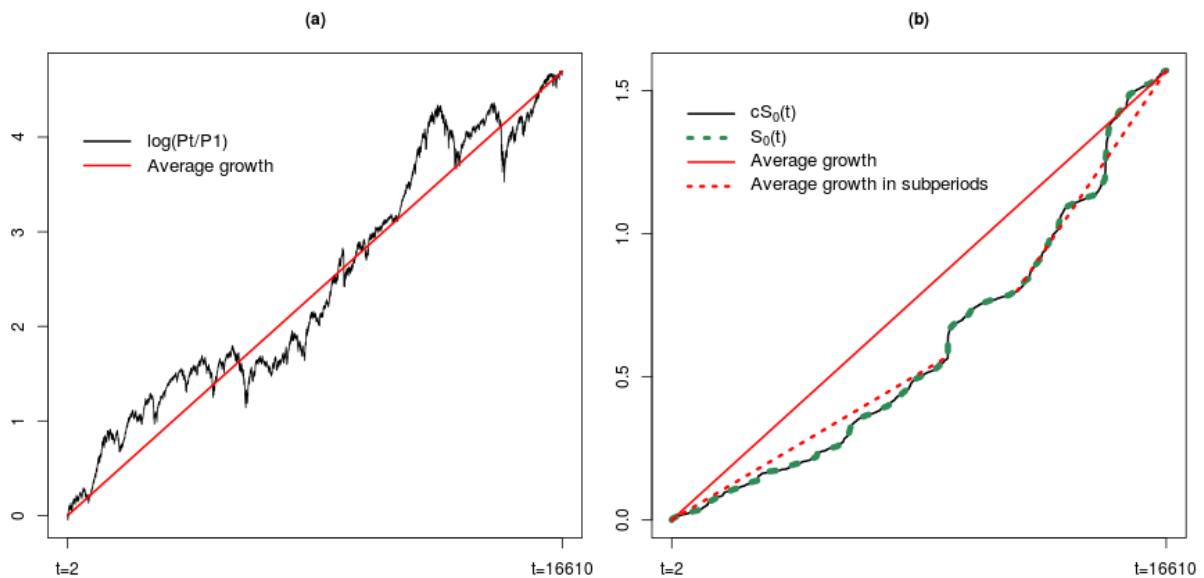 (a)
log(Pt/P1)
Average growth
4
3
2
1
0
t=2
t=16610
(b)
cS₀(t)
S₀(t)
Average growth
Average growth in subperiods
1.5
1.0
0.5
0.0
t=2
t=16610